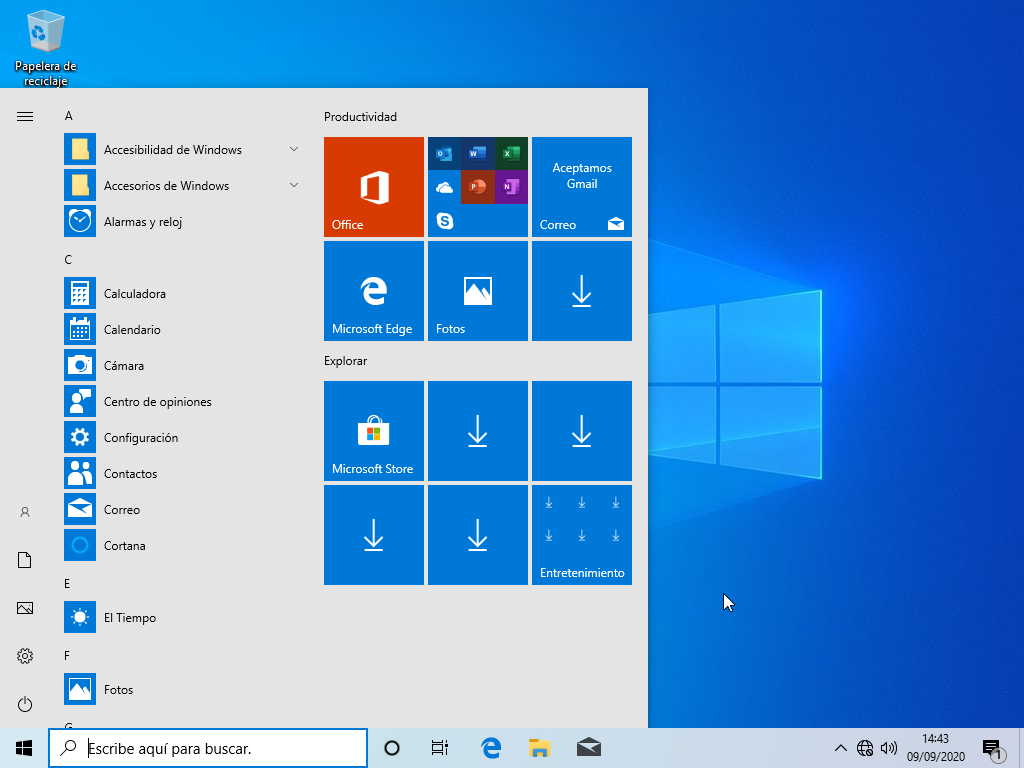 Papelera de
reciclaje
A
Accesibilidad de Windows
Accesorios de Windows
Alarmas y reloj
C
Calculadora
Calendario
Cámara
Centro de opiniones
Configuración
Contactos
Correo
Cortana
E
El Tiempo
F
Fotos
G
Productividad
Office
Aceptamos
Gmail
Correo
Microsoft Edge
Fotos
Explorar
Microsoft Store
Entretenimiento
Escribe aquí para buscar.
14:43
09/09/2020
1